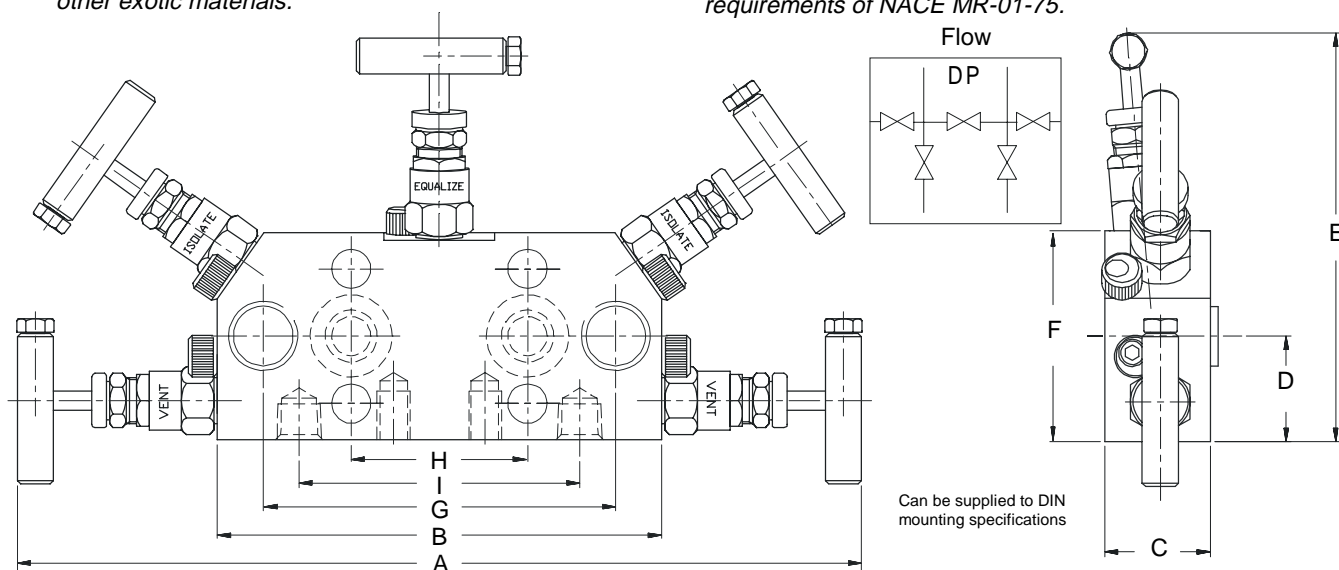 other exotic materials.
requirements of NACE MR-01-75.
Flow
DP
EQUALIZE
ISOLATE
ISOLATE
VENT
VENT
E
F
D
H
I
G
B
A
Can be supplied to DIN
mounting specifications
C